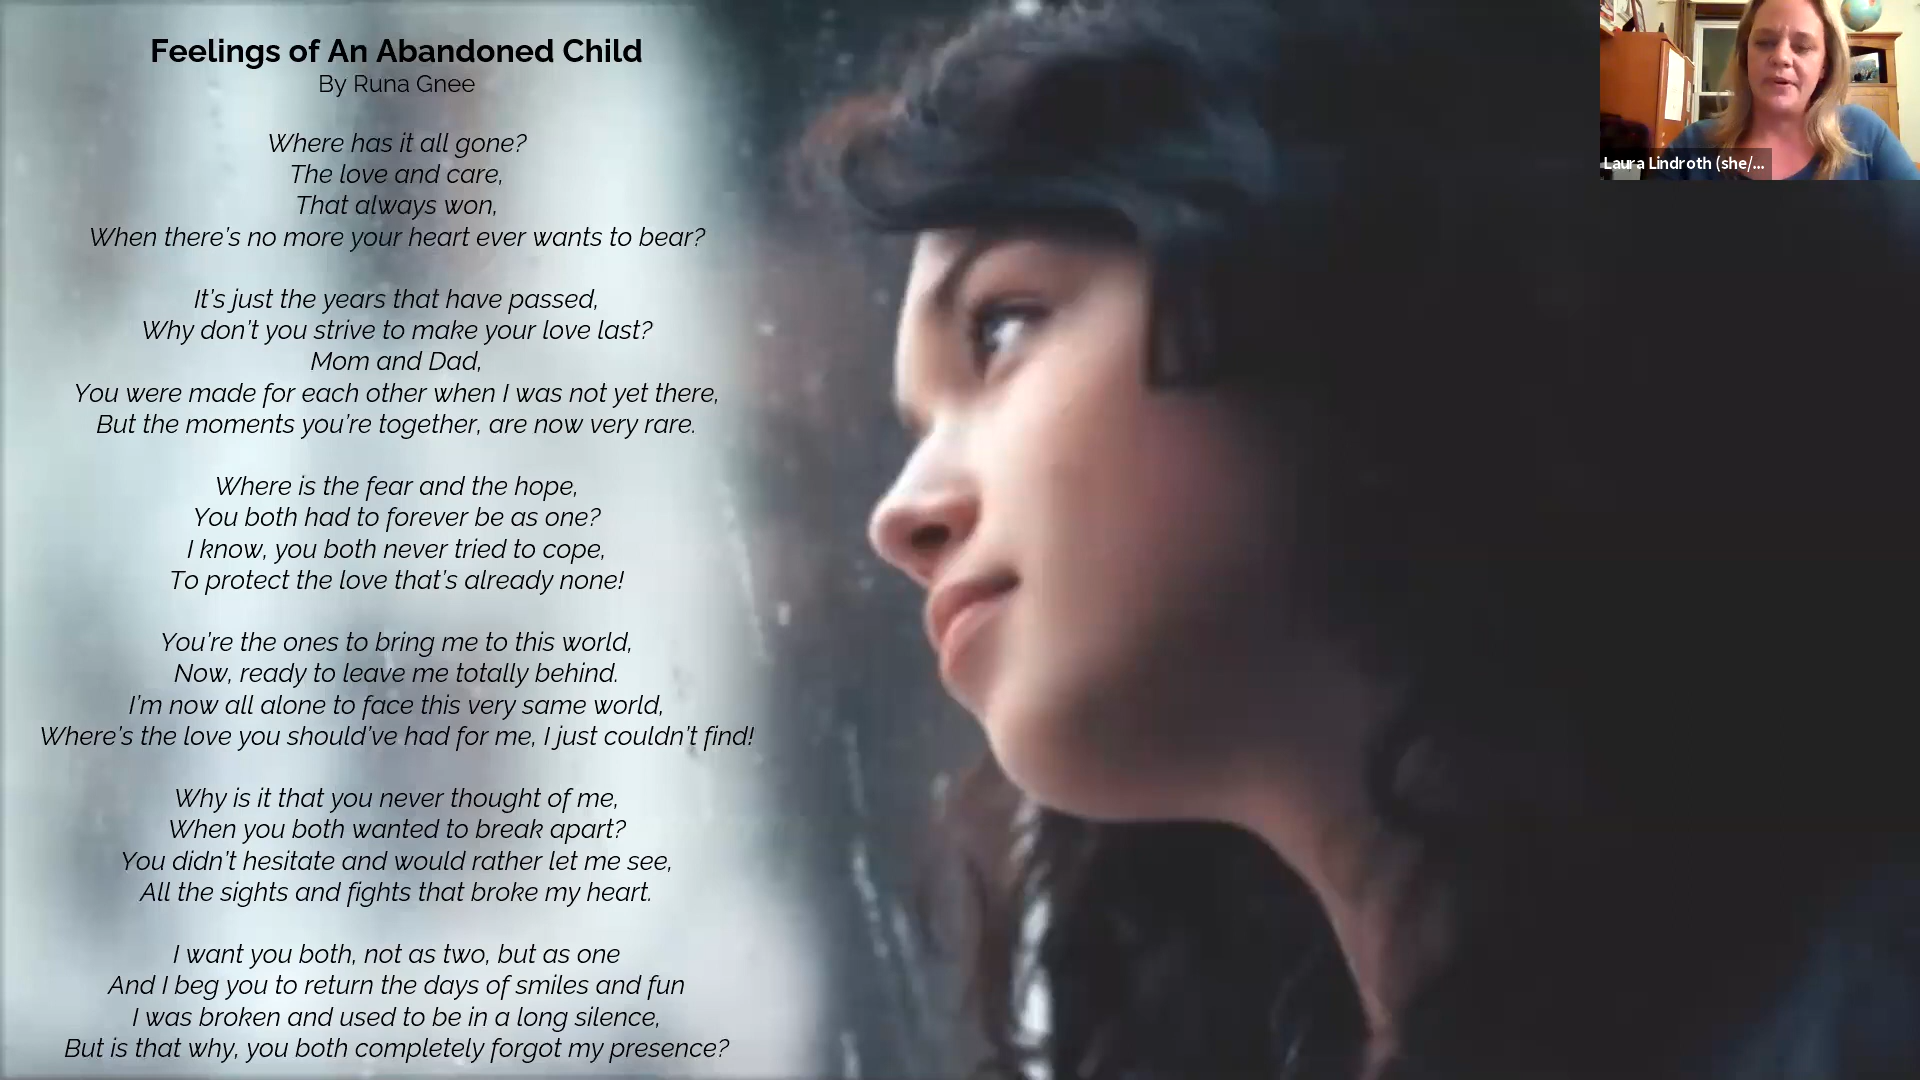 Feelings of An Abandoned Child
By Runa Gnee
Where has it all gone?
The love and care,
That always won,
When there's no more your heart ever wants to bear?
It's just the years that have passed,
Why don't you strive to make your love last?
Mom and Dad,
You were made for each other when I was not yet there,
But the moments you're together, are now very rare.
Where is the fear and the hope,
You both had to forever be as one?
I know, you both never tried to cope,
To protect the love that's already none!
You're the ones to bring me to this world,
Now, ready to leave me totally behind.
I'm now all alone to face this very same world,
Where's the love you should've had for me, I just couldn't find!
Why is it that you never thought of me,
When you both wanted to break apart?
You didn't hesitate and would rather let me see,
All the sights and fights that broke my heart.
I want you both, not as two, but as one
And I beg you to return the days of smiles and fun
I was broken and used to be in a long silence,
But is that why, you both completely forgot my presence?
Laura Lindroth (she/...